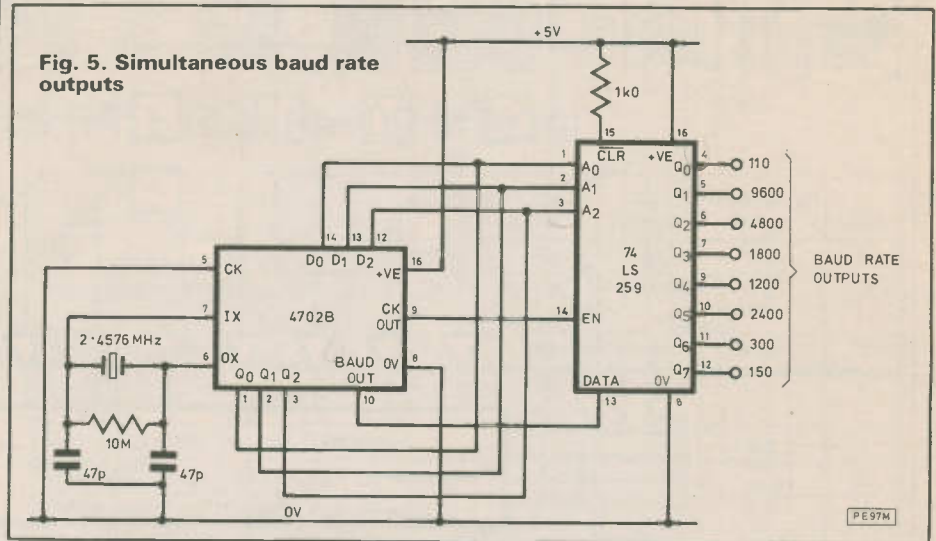 Fig. 5. Simultaneous baud rate
outputs
+5V
1k0
15
16
CLR
+VE
1
A0
2
A1
3
A2
74
LS
259
14
EN
DATA
13
0V
8
Q0
4
110
Q1
5
9600
Q2
6
4800
Q3
7
1800
Q4
9
1200
Q5
10
2400
Q6
11
300
Q7
12
150
BAUD RATE
OUTPUTS
14 13 12
D0 D1 D2
+VE
16
5
CK
7
IX
4702B
CK
OUT
9
2·4576 MHz
6
OX
BAUD
OUT
0V
8
Q0 Q1 Q2
1 2 3
10
10M
47p
47p
0V
PE97M